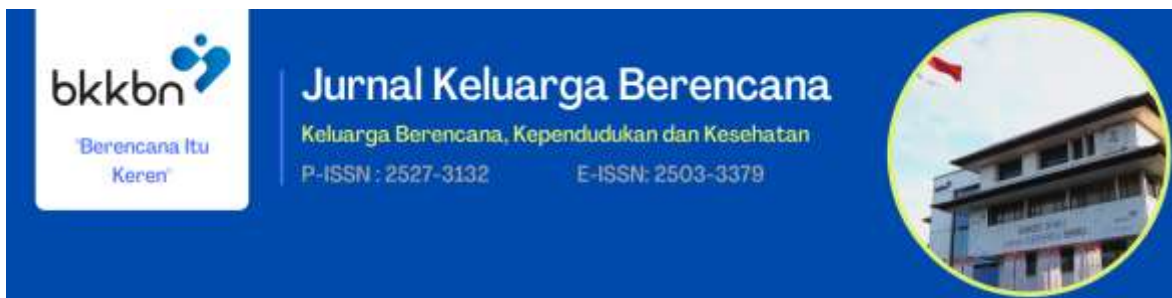 bkkbn
"Berencana Itu
Keren"
Jurnal Keluarga Berencana
Keluarga Berencana, Kependudukan dan Kesehatan
P-ISSN : 2527-3132 E-ISSN: 2503-3379